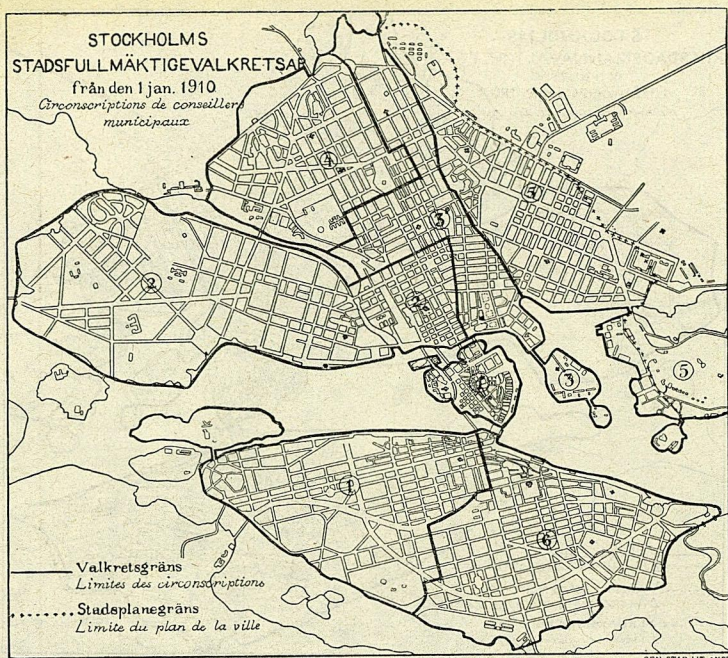 STOCKHOLMS
STADSFULLMÄKTIGEVALKRETSAR
från den 1 jan. 1910
Circonscriptions de conseillers
municipaux
4
5
3
2
2
1
3
5
1
6
Valkretsgräns
Limites des circonscriptions
Stadsplanegräns
Limite du plan de la ville